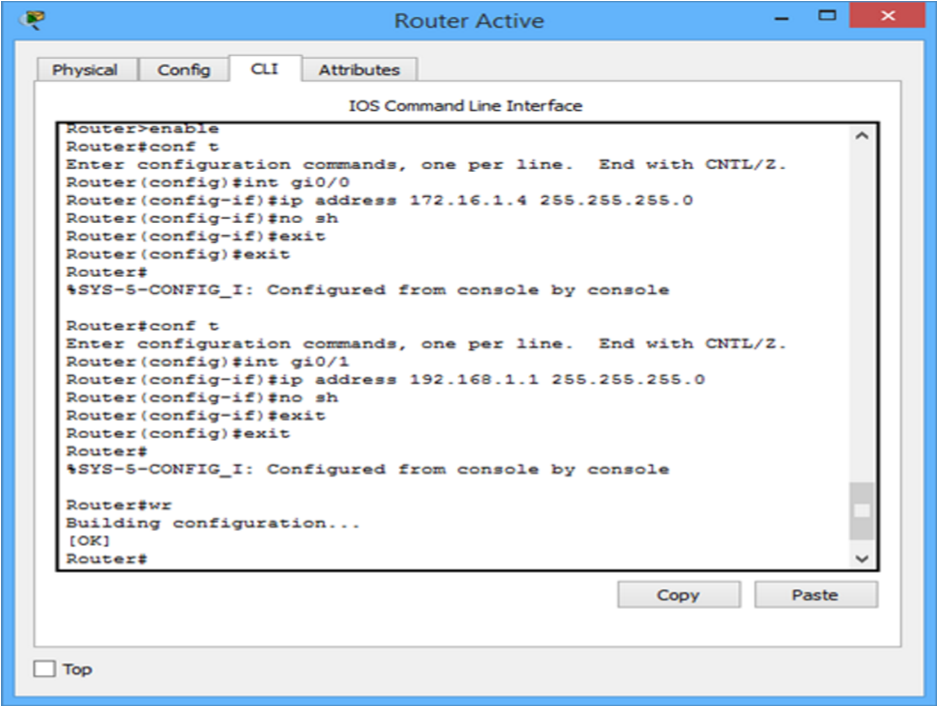 Router Active
Physical Config CLI Attributes
IOS Command Line Interface
Router>enable
Router#conf t
Enter configuration commands, one per line.  End with CNTL/Z.
Router(config)#int gi0/0
Router(config-if)#ip address 172.16.1.4 255.255.255.0
Router(config-if)#no sh
Router(config-if)#exit
Router(config)#exit
Router#
%SYS-5-CONFIG_I: Configured from console by console
Router#conf t
Enter configuration commands, one per line.  End with CNTL/Z.
Router(config)#int gi0/1
Router(config-if)#ip address 192.168.1.1 255.255.255.0
Router(config-if)#no sh
Router(config-if)#exit
Router(config)#exit
Router#
%SYS-5-CONFIG_I: Configured from console by console
Router#wr
Building configuration...
[OK]
Router#
Copy Paste
Top